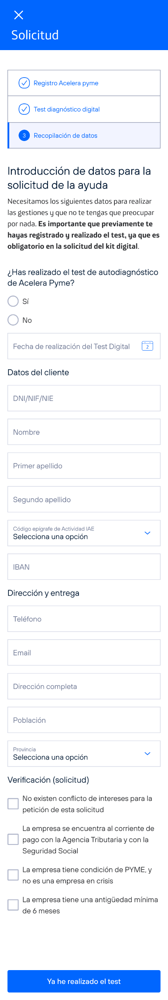 Solicitud
Registro Acelera pyme
Test diagnóstico digital
3 Recopilación de datos
Introducción de datos para la
solicitud de la ayuda
Necesitamos los siguientes datos para realizar
las gestiones y que no te tengas que preocupar
por nada. Es importante que previamente te
hayas registrado y realizado el test, ya que es
obligatorio en la solicitud del kit digital.
¿Has realizado el test de autodiagnóstico
de Acelera Pyme?
Sí
No
Fecha de realización del Test Digital 2
Datos del cliente
DNI/NIF/NIE
Nombre
Primer apellido
Segundo apellido
Código epígrafe de Actividad IAE
Selecciona una opción
IBAN
Dirección y entrega
Teléfono
Email
Dirección completa
Población
Provincia
Selecciona una opción
Verificación (solicitud)
No existen conflicto de intereses para la
petición de esta solicitud
La empresa se encuentra al corriente de
pago con la Agencia Tributaria y con la
Seguridad Social
La empresa tiene condición de PYME, y
no es una empresa en crisis
La empresa tiene una antigüedad mínima
de 6 meses
Ya he realizado el test